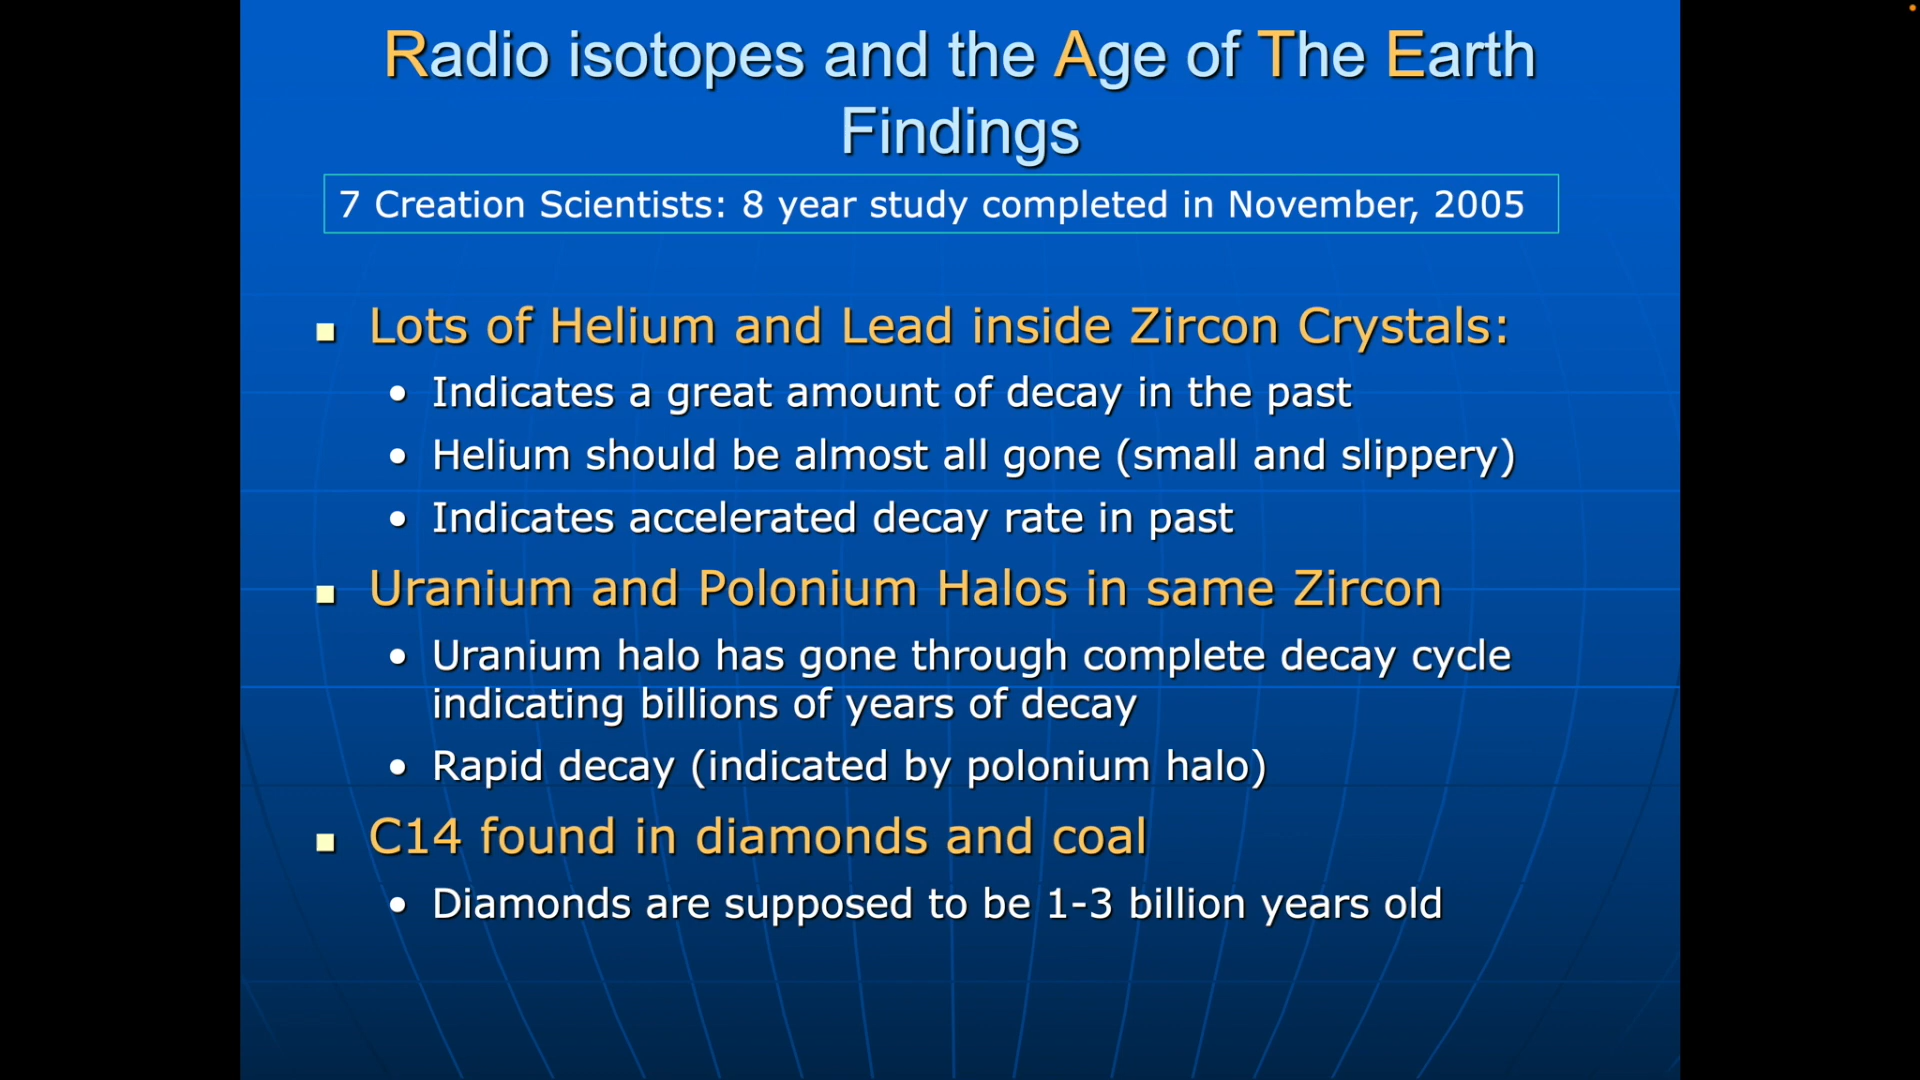 Radio isotopes and the Age of The Earth
Findings
7 Creation Scientists: 8 year study completed in November, 2005
Lots of Helium and Lead inside Zircon Crystals:
Indicates a great amount of decay in the past
Helium should be almost all gone (small and slippery)
Indicates accelerated decay rate in past
Uranium and Polonium Halos in same Zircon
Uranium halo has gone through complete decay cycle
indicating billions of years of decay
Rapid decay (indicated by polonium halo)
C14 found in diamonds and coal
Diamonds are supposed to be 1-3 billion years old